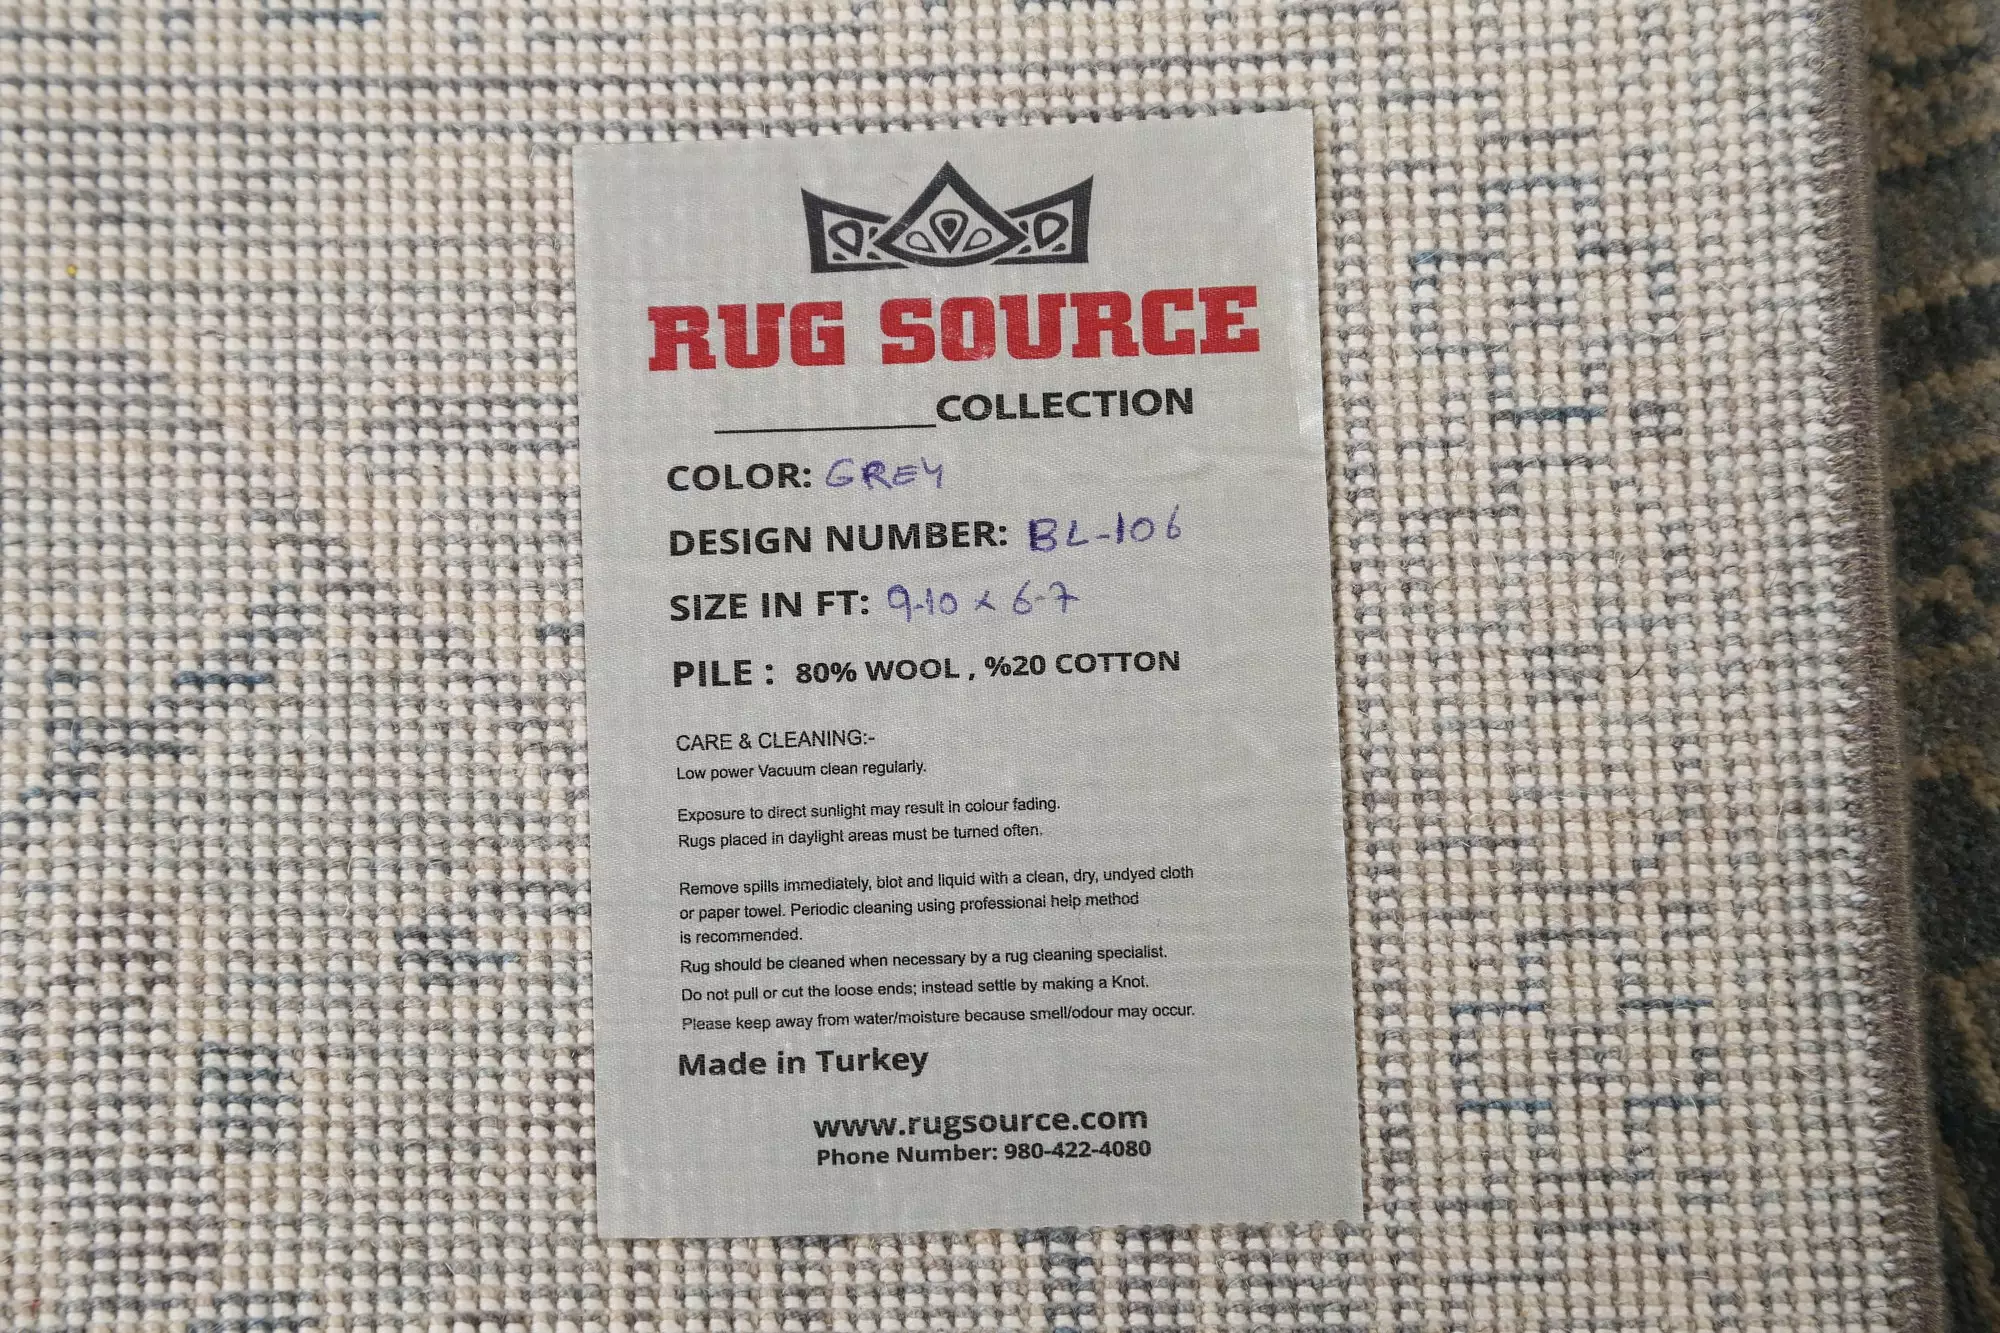 RUG SOURCE
__________COLLECTION
COLOR: GREY
DESIGN NUMBER: BL-106
SIZE IN FT: 9-10 x 6-7
PILE : 80% WOOL , %20 COTTON
CARE & CLEANING:-
Low power Vacuum clean regularly.
Exposure to direct sunlight may result in colour fading.
Rugs placed in daylight areas must be turned often.
Remove spills immediately, blot and liquid with a clean, dry, undyed cloth
or paper towel. Periodic cleaning using professional help method
is recommended.
Rug should be cleaned when necessary by a rug cleaning specialist.
Do not pull or cut the loose ends; instead settle by making a Knot.
Please keep away from water/moisture because smell/odour may occur.
Made in Turkey
www.rugsource.com
Phone Number: 980-422-4080